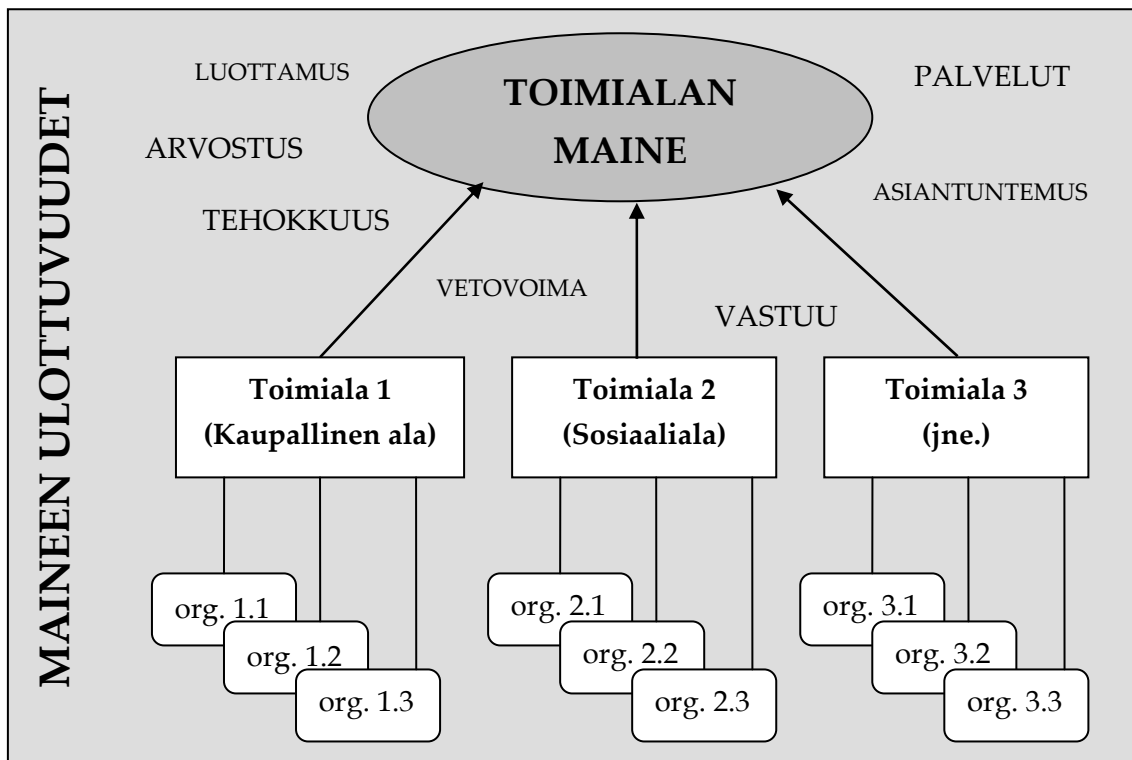 MAINEEN ULOTTUVUUDET
LUOTTAMUS
TOIMIALAN
MAINE
PALVELUT
ARVOSTUS
ASIANTUNTEMUS
TEHOKKUUS
VETOVOIMA
VASTUU
Toimiala 1
(Kaupallinen ala)
Toimiala 2
(Sosiaaliala)
Toimiala 3
(jne.)
org. 1.1
org. 1.2
org. 1.3
org. 2.1
org. 2.2
org. 2.3
org. 3.1
org. 3.2
org. 3.3